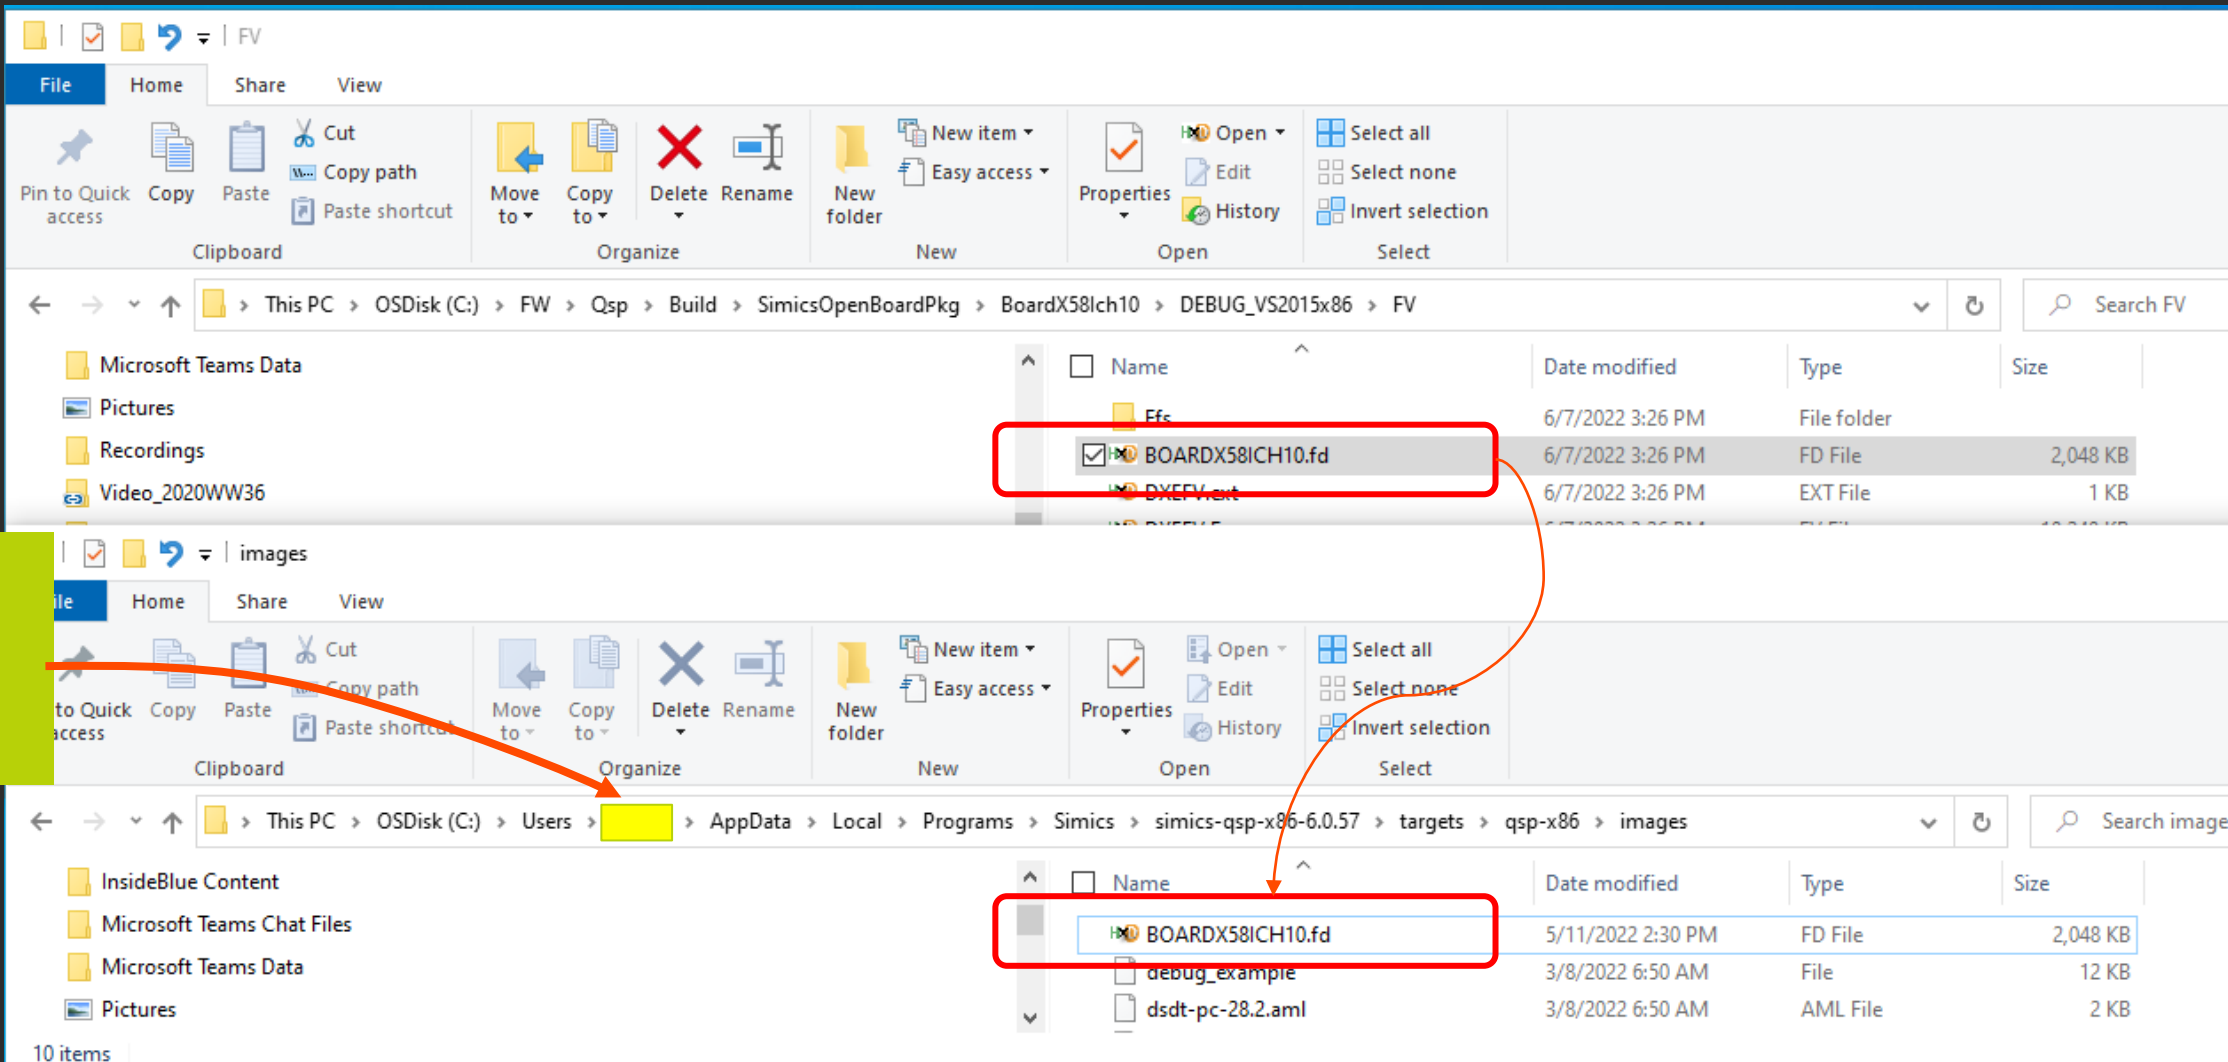 FV
File Home Share View
Pin to Quick access
Copy
Paste
Cut
Copy path
Paste shortcut
Clipboard
Move to
Copy to
Delete
Rename
Organize
New folder
New item
Easy access
New
Properties
Open
Edit
History
Open
Select all
Select none
Invert selection
Select
This PC > OSDisk (C:) > FW > Qsp > Build > SimicsOpenBoardPkg > BoardX58Ich10 > DEBUG_VS2015x86 > FV
Search FV
Microsoft Teams Data
Pictures
Recordings
Video_2020WW36
Name Date modified Type Size
Ffs 6/7/2022 3:26 PM File folder
BOARDX58ICH10.fd 6/7/2022 3:26 PM FD File 2,048 KB
DXEFV.ext 6/7/2022 3:26 PM EXT File 1 KB
images
ile Home Share View
to Quick
access
Copy
Paste
Cut
Copy path
Paste shortcut
Clipboard
Move to
Copy to
Delete
Rename
Organize
New folder
New item
Easy access
New
Properties
Open
Edit
History
Open
Select all
Select none
Invert selection
Select
This PC > OSDisk (C:) > Users > > AppData > Local > Programs > Simics > simics-qsp-x86-6.0.57 > targets > qsp-x86 > images
Search image
InsideBlue Content
Microsoft Teams Chat Files
Microsoft Teams Data
Pictures
Name Date modified Type Size
BOARDX58ICH10.fd 5/11/2022 2:30 PM FD File 2,048 KB
debug_example 3/8/2022 6:50 AM File 12 KB
dsdt-pc-28.2.aml 3/8/2022 6:50 AM AML File 2 KB
10 items